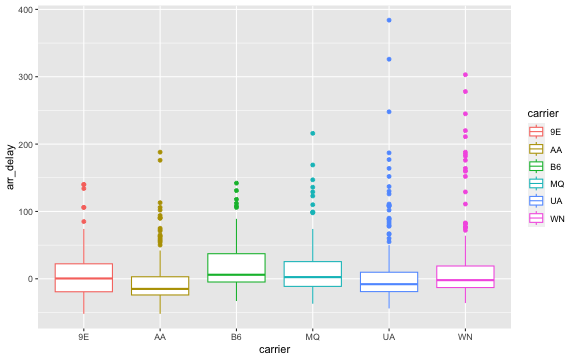 400
300
200
100
0
arr_delay
9E
AA
B6
MQ
UA
WN
carrier
carrier
9E
AA
B6
MQ
UA
WN